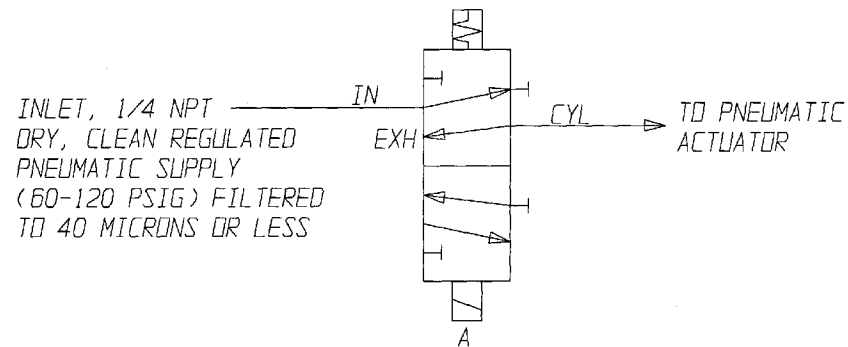 IN
INLET, 1/4 NPT
DRY, CLEAN REGULATED
PNEUMATIC SUPPLY
(60-120 PSIG) FILTERED
TO 40 MICRONS OR LESS
EXH
CYL
TO PNEUMATIC
ACTUATOR
A